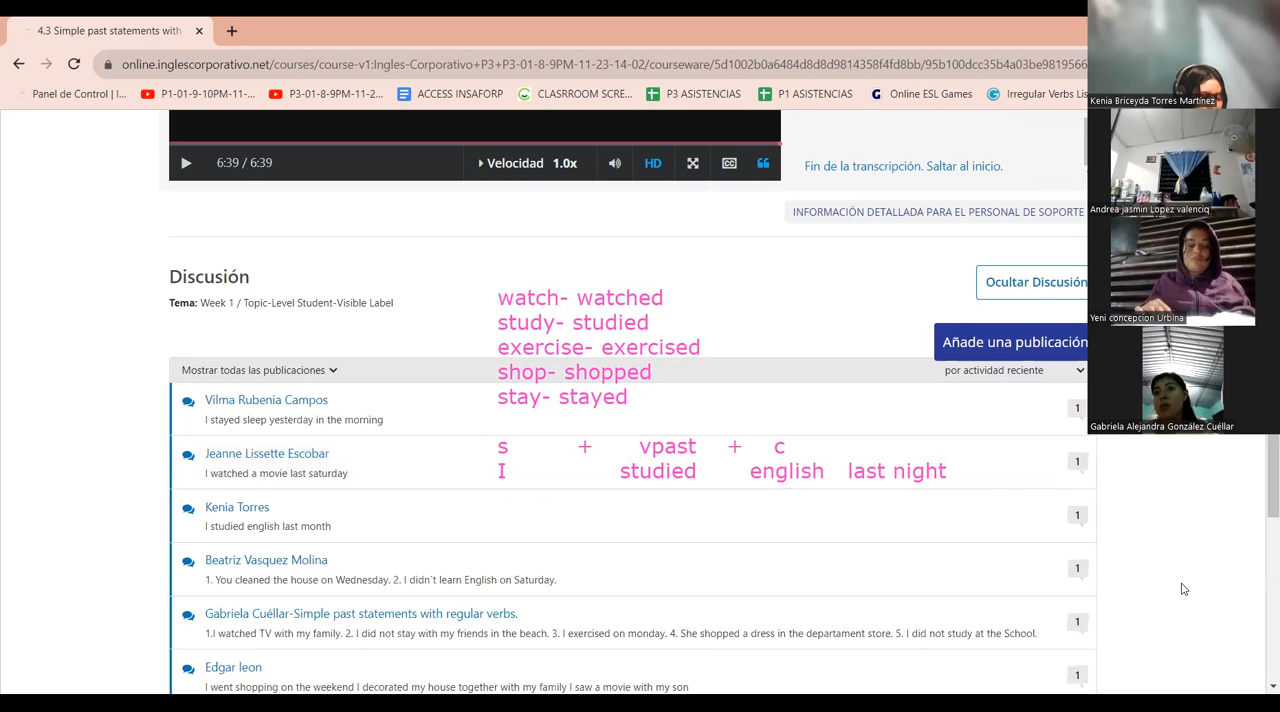 4.3 Simple past statements with
online.inglescorporativo.net/courses/course-v1:Ingles-Corporativo+P3+P3-01-8-9PM-11-23-14-02/courseware/5d1002b0a6484d8d8d9814358f4fd8bb/95b100dcc35b4a03be9819566
Panel de Control | I... P1-01-9-10PM-11-... P3-01-8-9PM-11-2... ACCESS INSAFORP CLASRROOM SCRE... P3 ASISTENCIAS P1 ASISTENCIAS Online ESL Games Irregular Verbs Lis
Kenia Briceyda Torres Martínez
6:39 / 6:39 Velocidad 1.0x HD CC
Fin de la transcripción. Saltar al inicio.
Andrea jasmin Lopez valenciq
INFORMACIÓN DETALLADA PARA EL PERSONAL DE SOPORTE
Discusión
Ocultar Discusión
Tema: Week 1 / Topic-Level Student-Visible Label
Yeni concepcion Urbina
watch- watched
study- studied
exercise- exercised
shop- shopped
stay- stayed
Añade una publicación
Mostrar todas las publicaciones
por actividad reciente
Gabriela Alejandra González Cuéllar
Vilma Rubenia Campos
I stayed sleep yesterday in the morning
1
s + vpast + c
I studied english last night
Jeanne Lissette Escobar
I watched a movie last saturday
1
Kenia Torres
I studied english last month
1
Beatriz Vasquez Molina
1. You cleaned the house on Wednesday. 2. I didn´t learn English on Saturday.
1
Gabriela Cuéllar-Simple past statements with regular verbs.
1.I watched TV with my family. 2. I did not stay with my friends in the beach. 3. I exercised on monday. 4. She shopped a dress in the departament store. 5. I did not study at the School.
1
Edgar leon
I went shopping on the weekend I decorated my house together with my family I saw a movie with my son
1